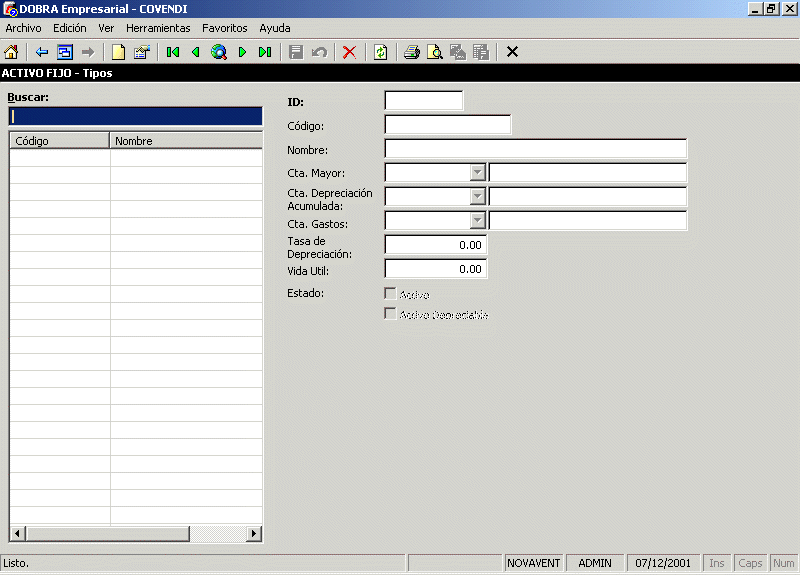 DOBRA Empresarial - COVENDI
Archivo Edición Ver Herramientas Favoritos Ayuda
ACTIVO FIJO - Tipos
Buscar:
Código Nombre
ID:
Código:
Nombre:
Cta. Mayor:
Cta. Depreciación
Acumulada:
Cta. Gastos:
Tasa de
Depreciación:
0.00
Vida Util:
0.00
Estado:
Activo
Activo Depreciable
Listo.
NOVAVENT ADMIN 07/12/2001 Ins Caps Num